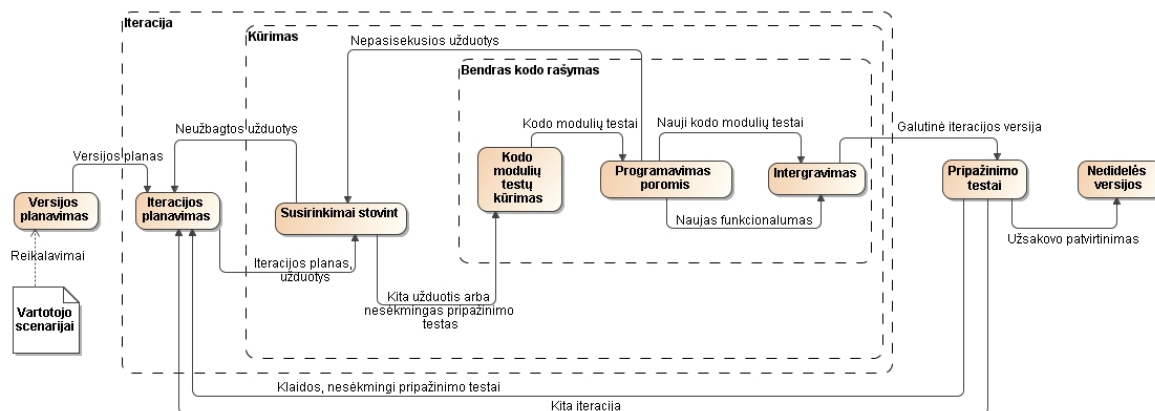 Iteracija
Kūrimas
Nepasisekusios užduotys
Bendras kodo rašymas
Neužbagtos užduotys
Kodo modulių testai
Nauji kodo modulių testai
Galutinė iteracijos versija
Versijos planas
Versijos
planavimas
Iteracijos
planavimas
Susirinkimai stovint
Kodo
modulių
testų
kūrimas
Programavimas
poromis
Intergravimas
Pripažinimo
testai
Nedidelės
versijos
Reikalavimai
Iteracijos planas,
užduotys
Naujas funkcionalumas
Užsakovo patvirtinimas
Vartotojo
scenarijai
Kita užduotis arba
nesėkmingas pripažinimo
testas
Klaidos, nesėkmingi pripažinimo testai
Kita iteracija